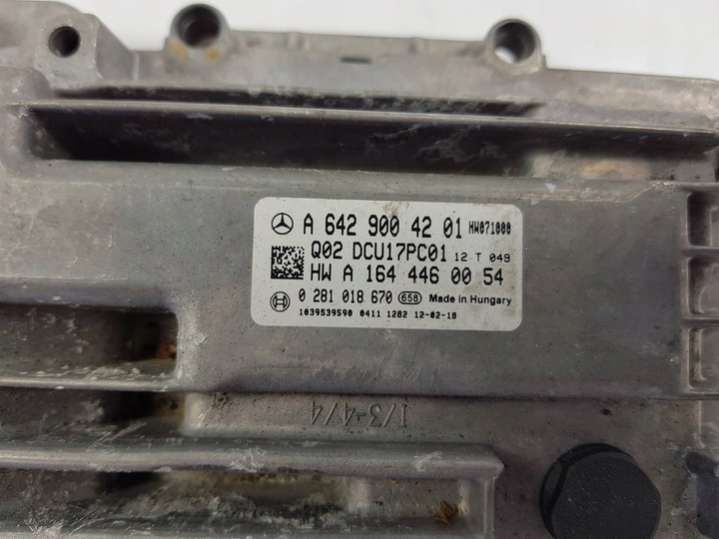 A 642 900 42 01 HW071000
Q02 DCU17PC01 12 T 049
HW A 164 446 00 54
0 281 018 670 658 Made in Hungary
1039S39590 0411 1282 12-02-10
1/3-4/4